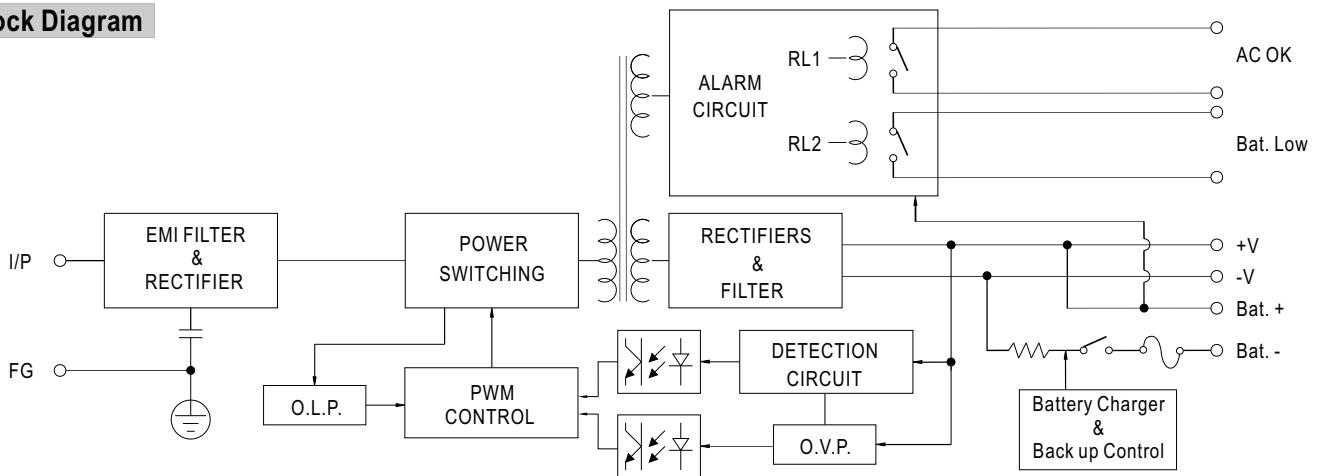 ock Diagram
RL1
AC OK
ALARM
CIRCUIT
RL2
Bat. Low
I/P
EMI FILTER
&
RECTIFIER
POWER
SWITCHING
RECTIFIERS
&
FILTER
+V
-V
Bat. +
Bat. -
FG
O.L.P.
PWM
CONTROL
DETECTION
CIRCUIT
O.V.P.
Battery Charger
&
Back up Control